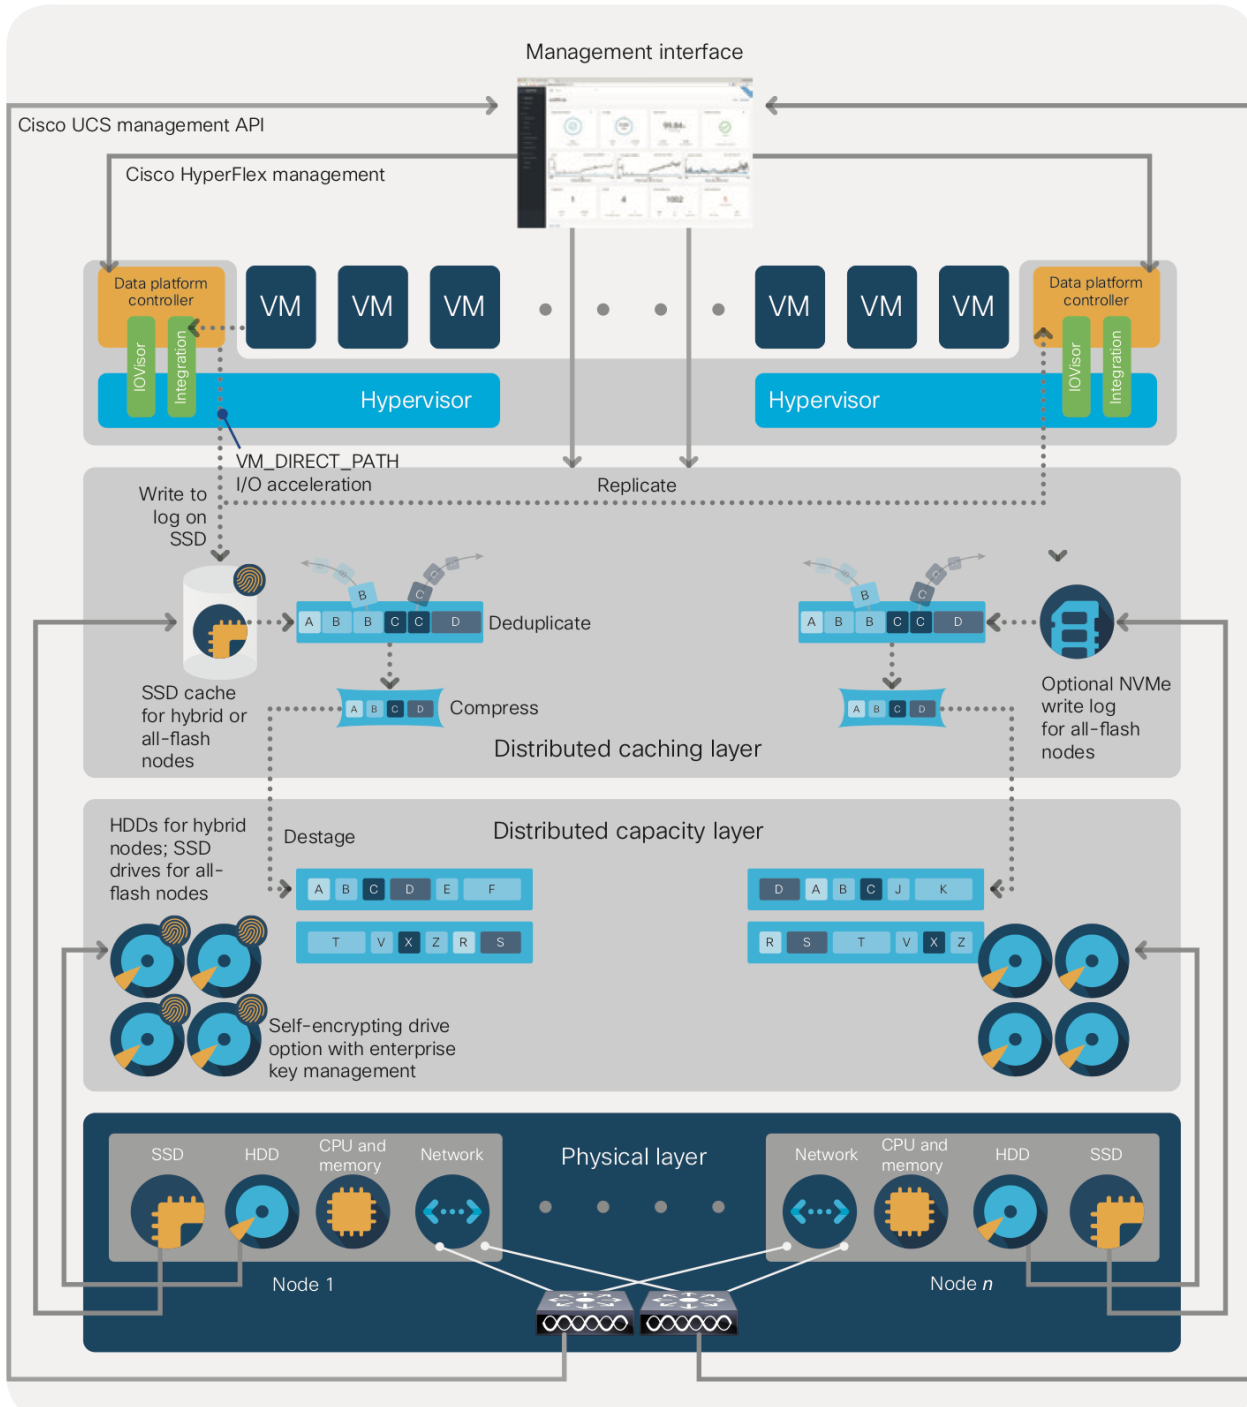 Management interface
Cisco UCS management API
Cisco HyperFlex management
99.84
1
4
1002
Data platform
controller
IOVisor
Integration
VM
VM
VM
VM
VM
VM
Data platform
controller
IOVisor
Integration
Hypervisor
Hypervisor
VM_DIRECT_PATH
I/O acceleration
Write to
log on
SSD
Replicate
B
C
C
B
C
C
A B B C C D
Deduplicate
A B B C C D
SSD cache
for hybrid or
all-flash
nodes
A B C D
Compress
A B C D
Optional NVMe
write log
for all-flash
nodes
Distributed caching layer
HDDs for hybrid
nodes; SSD
drives for all-
flash nodes
Distributed capacity layer
Destage
A B C D E F
D A B C J K
T V X Z R S
R S T V X Z
Self-encrypting drive
option with enterprise
key management
Physical layer
SSD
HDD
CPU and
memory
Network
Network
CPU and
memory
HDD
SSD
Node 1
Node n